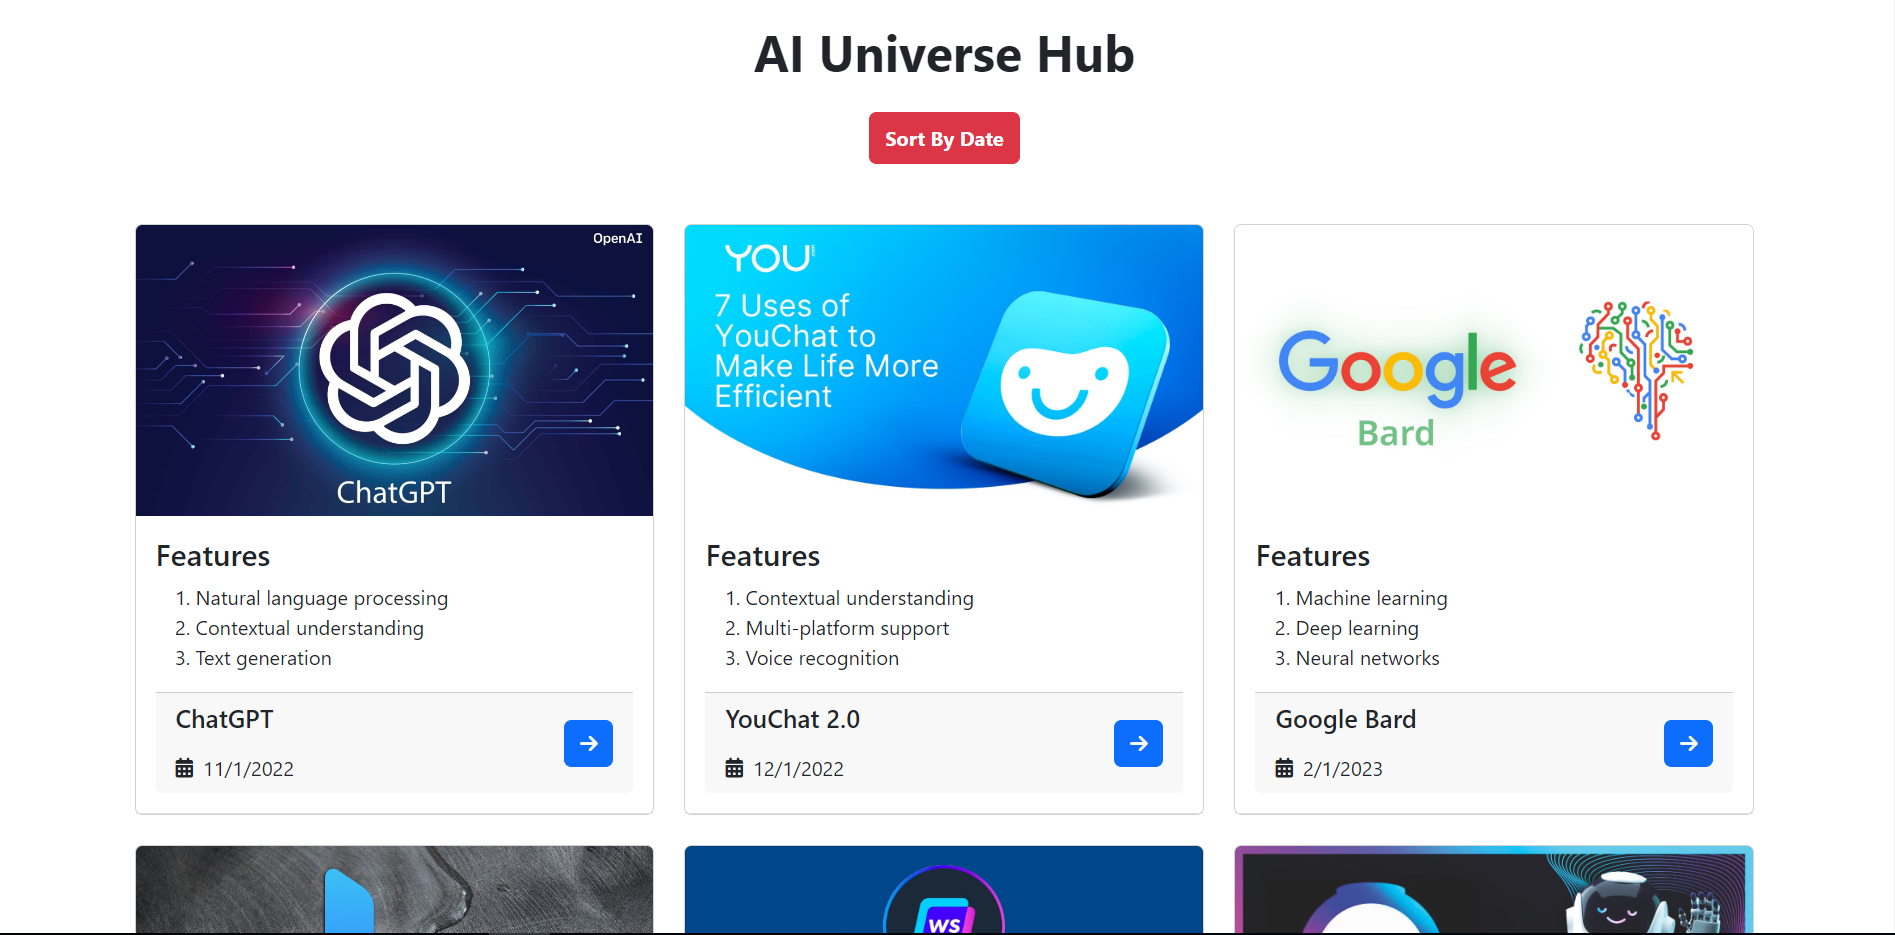 AI Universe Hub
Sort By Date
OpenAI
ChatGPT
Features
1. Natural language processing
2. Contextual understanding
3. Text generation
ChatGPT
11/1/2022
YOU
7 Uses of
YouChat to
Make Life More
Efficient
Features
1. Contextual understanding
2. Multi-platform support
3. Voice recognition
YouChat 2.0
12/1/2022
Google
Bard
Features
1. Machine learning
2. Deep learning
3. Neural networks
Google Bard
2/1/2023
WS